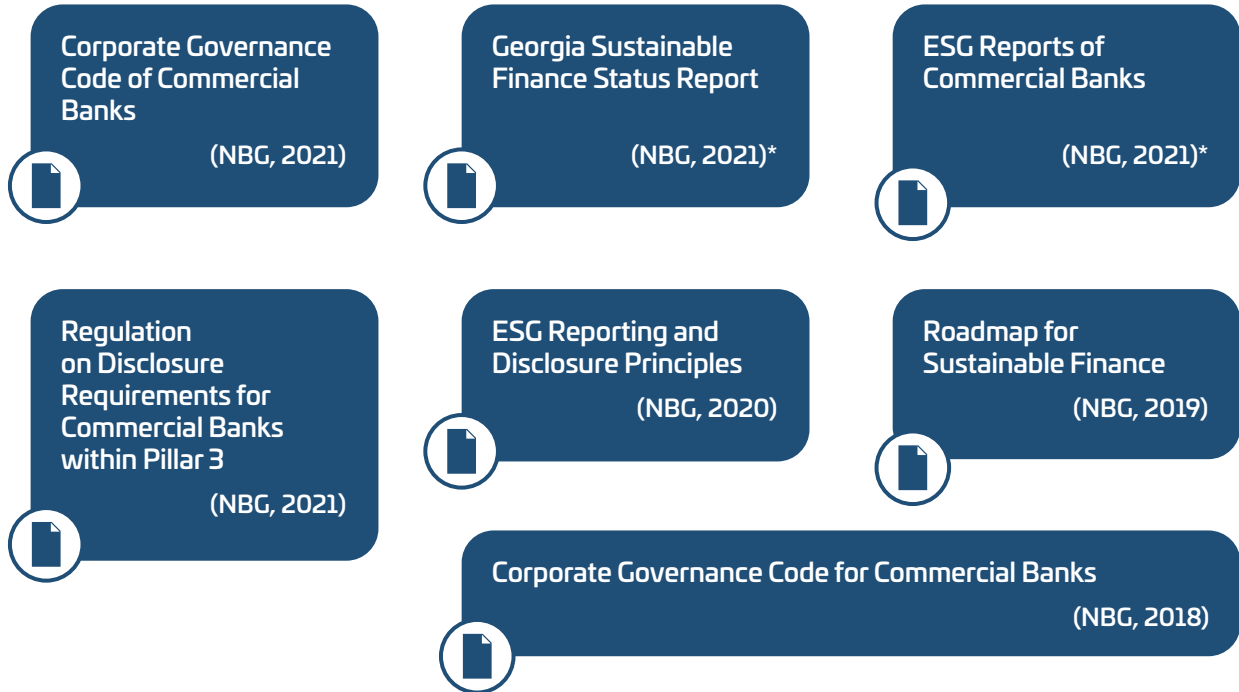 Corporate Governance
Code of Commercial
Banks
(NBG, 2021)
Georgia Sustainable
Finance Status Report
(NBG, 2021)*
ESG Reports of
Commercial Banks
(NBG, 2021)*
Regulation
on Disclosure
Requirements for
Commercial Banks
within Pillar 3
(NBG, 2021)
ESG Reporting and
Disclosure Principles
(NBG, 2020)
Roadmap for
Sustainable Finance
(NBG, 2019)
Corporate Governance Code for Commercial Banks
(NBG, 2018)